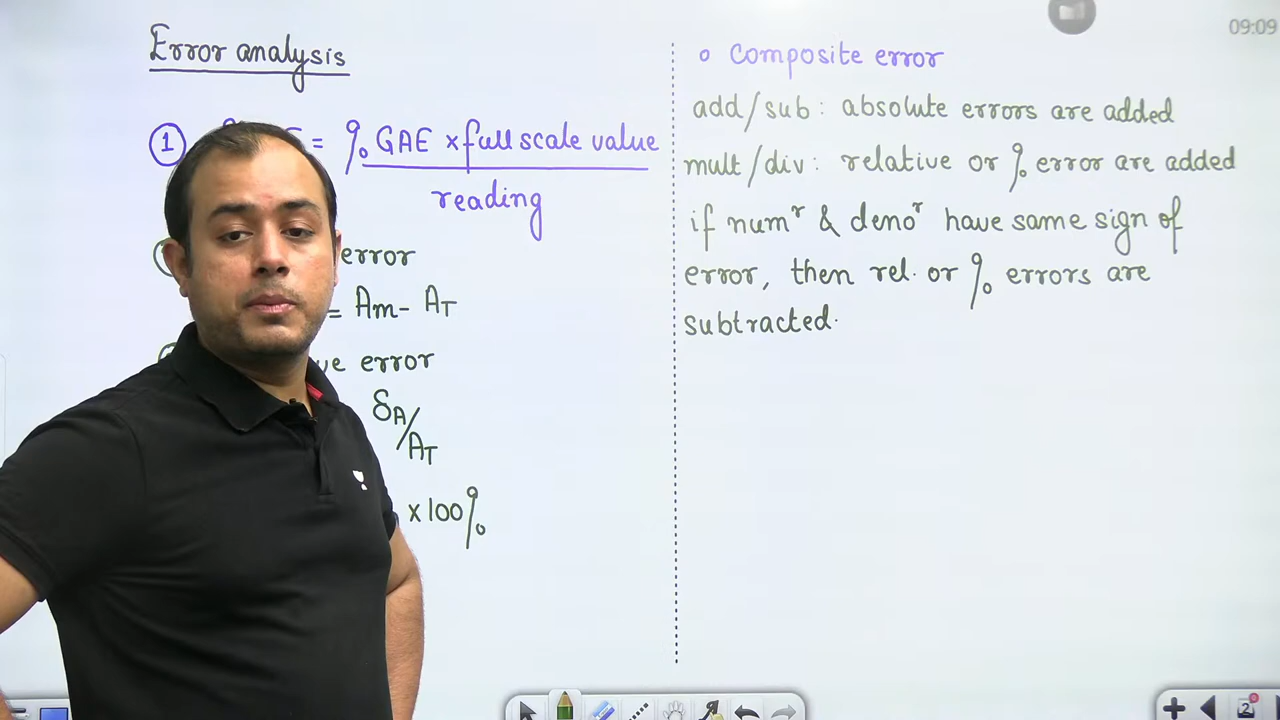 Error analysis
① = % GAE × full scale value
reading
error
= Am - AT
ve error
δA/AT
× 100%
o Composite error
add/sub: absolute errors are added
mult/div: relative or % error are added
if numʳ & denoʳ have same sign of
error, then rel. or % errors are
subtracted.
09:09
2